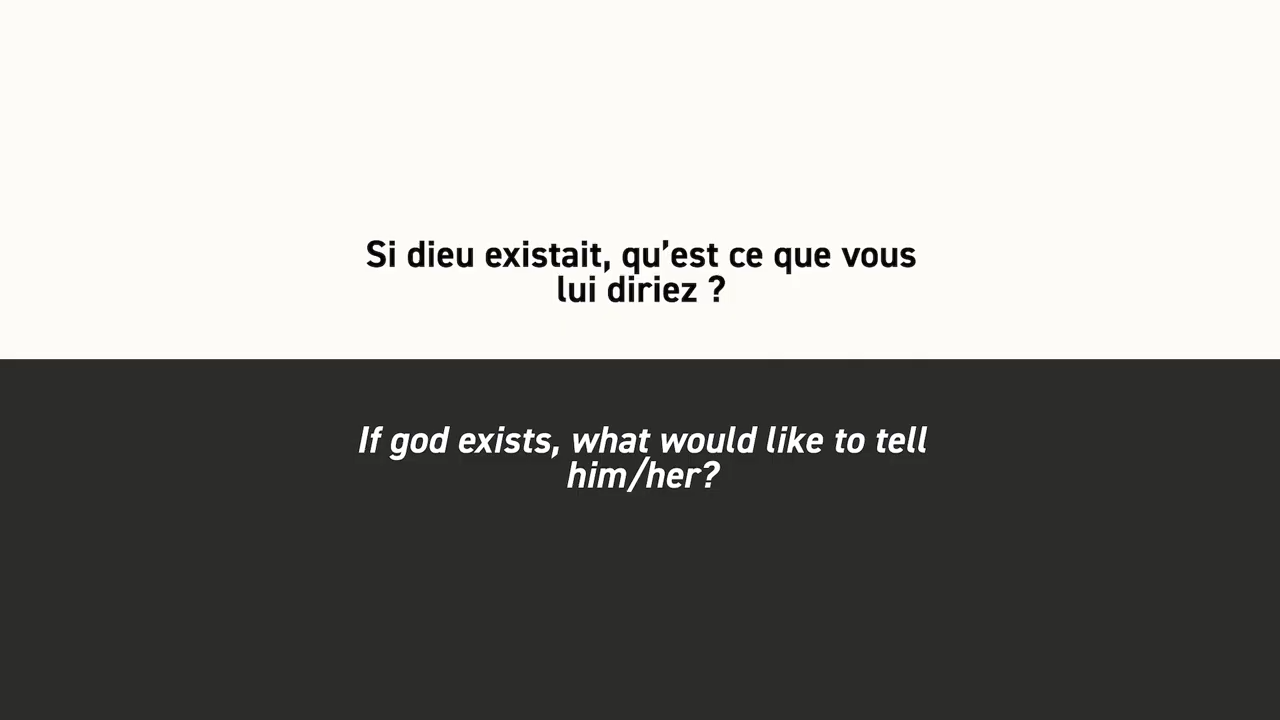 Si dieu existait, qu’est ce que vous
lui diriez ?
If god exists, what would like to tell
him/her?